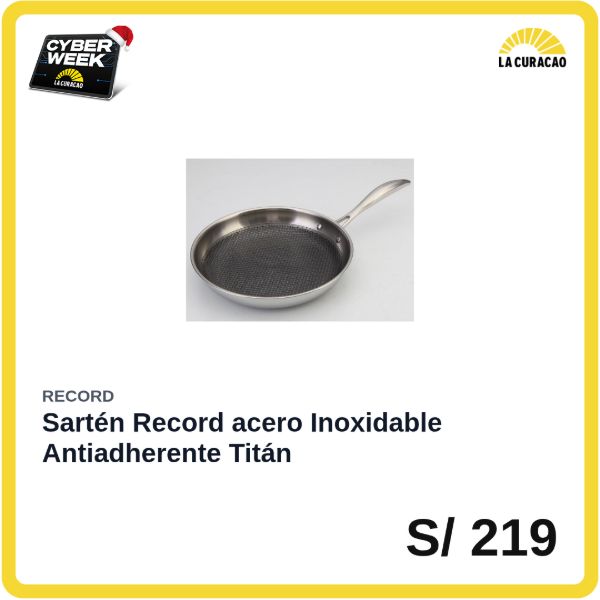 CYBER
WEEK
LA CURACAO
LA CURACAO
RECORD
Sartén Record acero Inoxidable
Antiadherente Titán
S/ 219